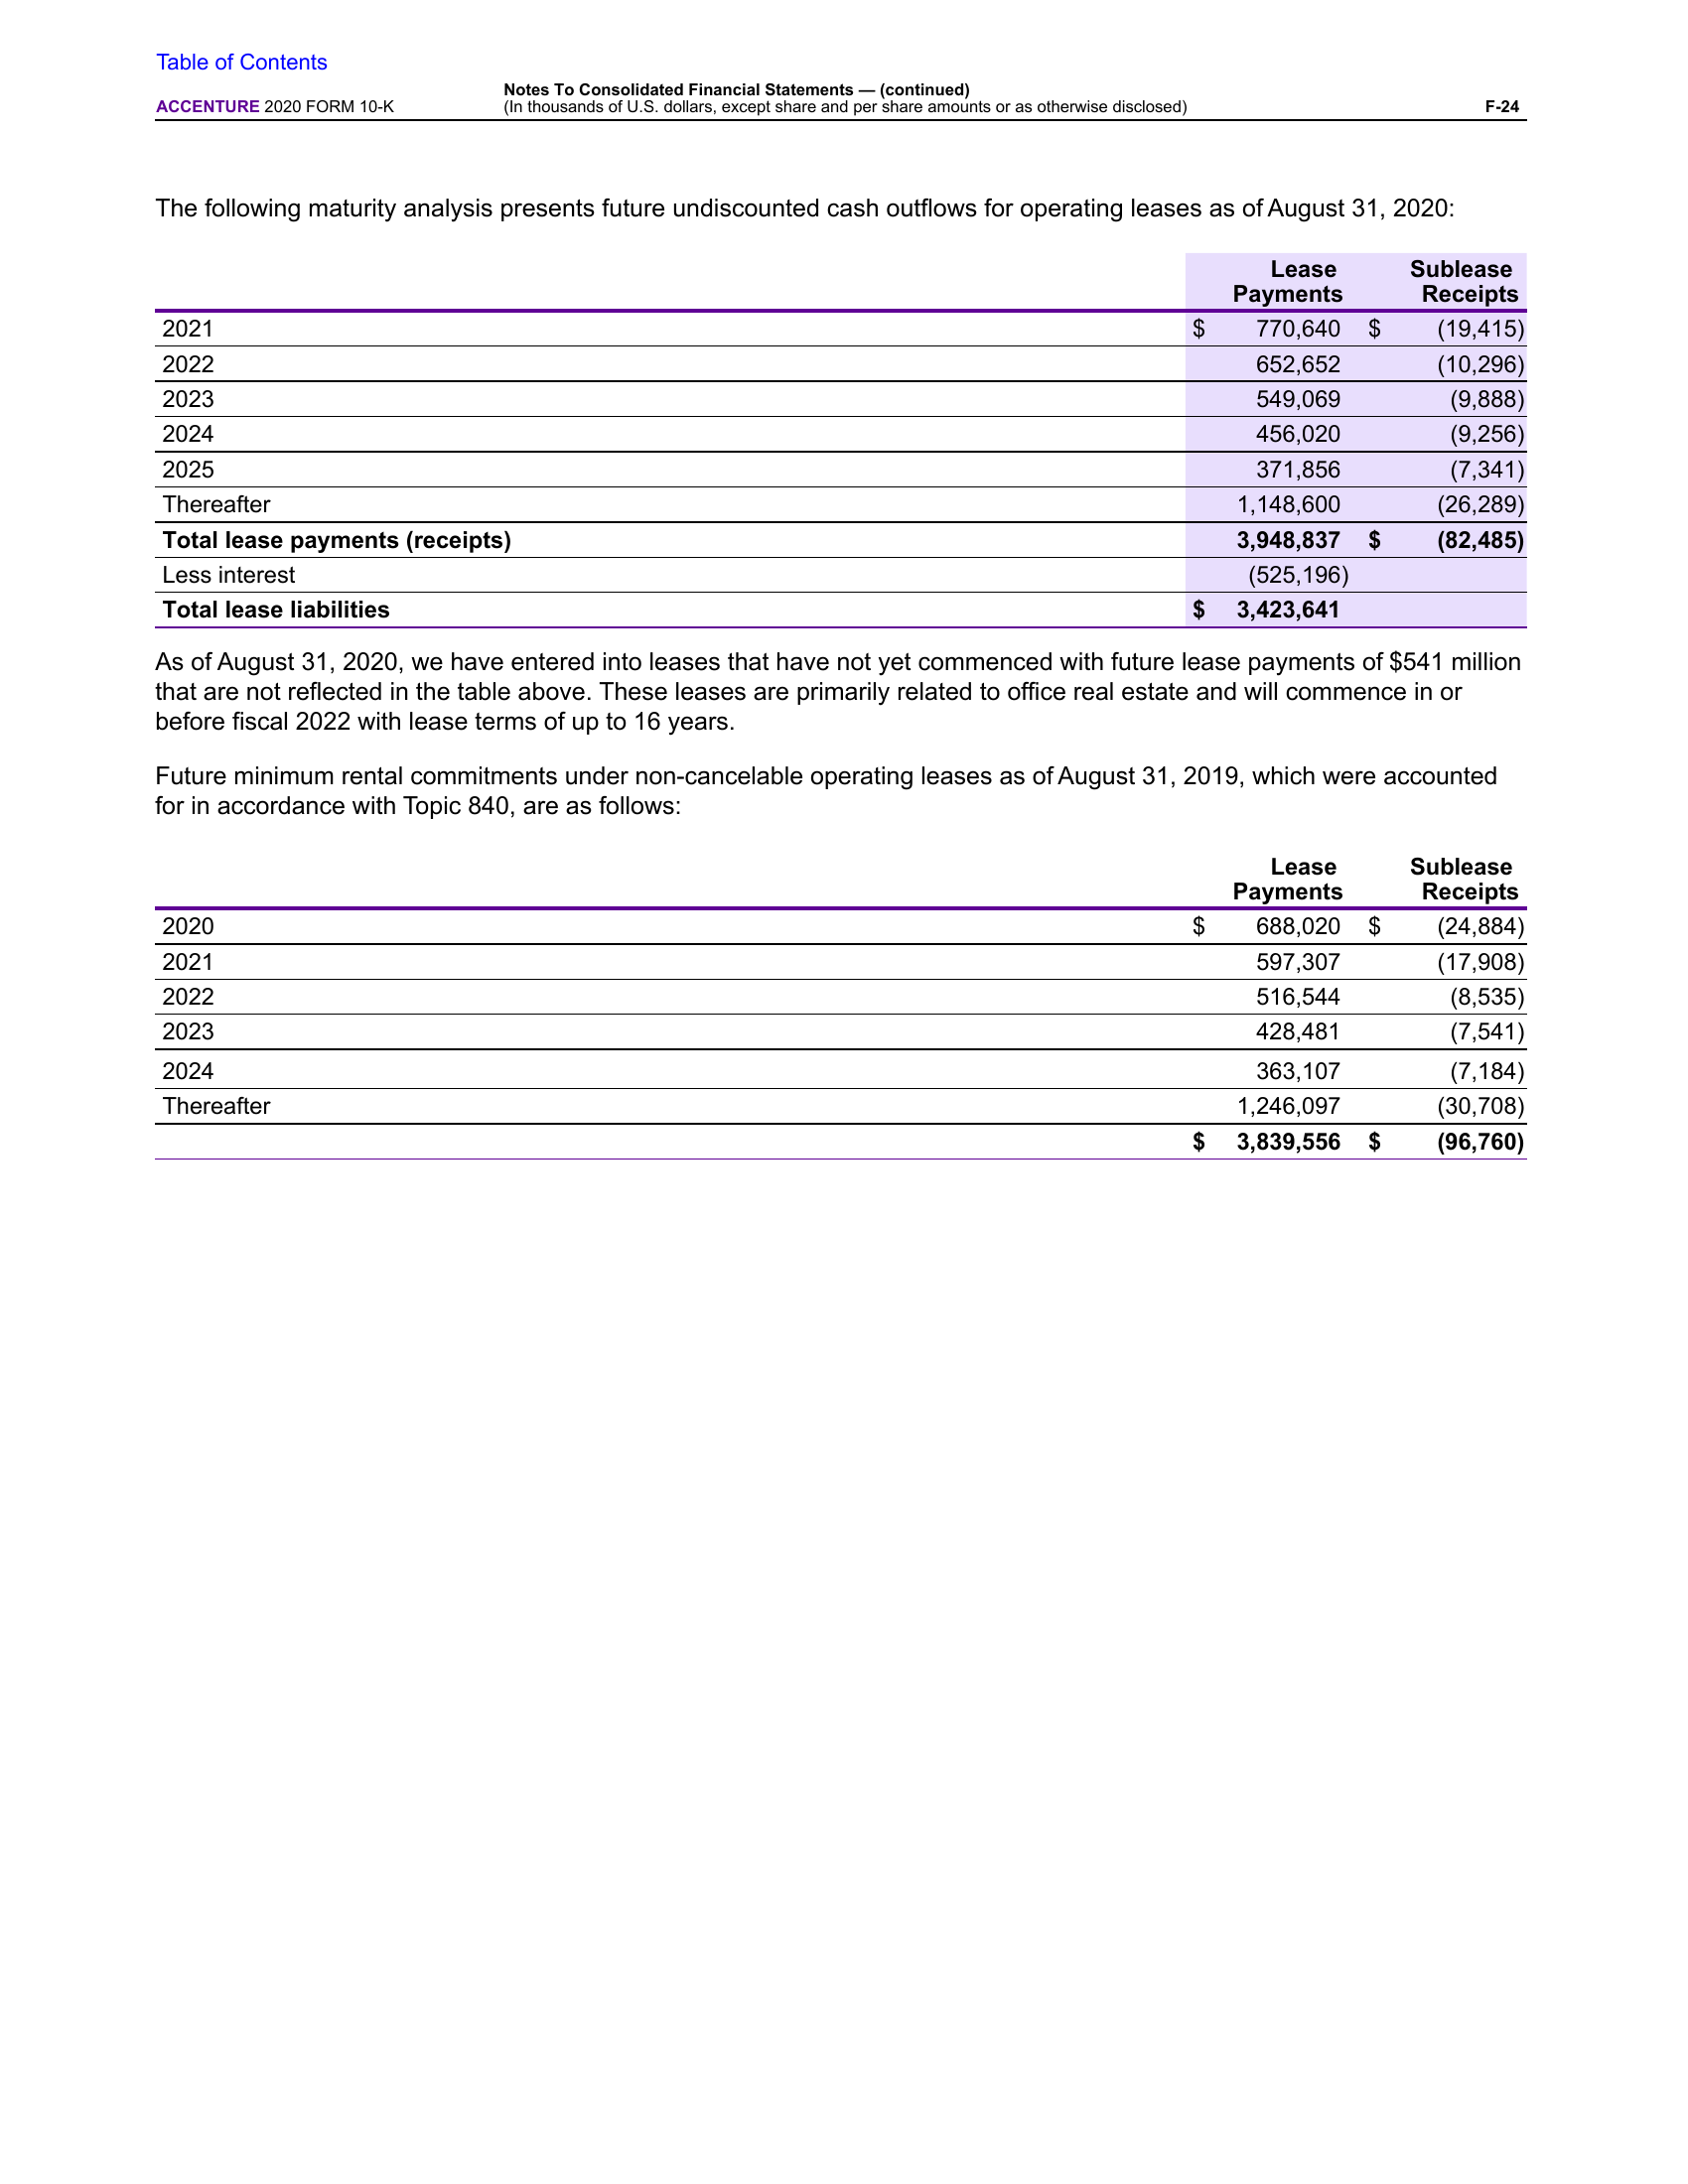 Table of Contents
Notes To Consolidated Financial Statements — (continued)
ACCENTURE 2020 FORM 10-K (In thousands of U.S. dollars, except share and per share amounts or as otherwise disclosed) F-24
The following maturity analysis presents future undiscounted cash outflows for operating leases as of August 31, 2020:
Lease Sublease
Payments Receipts
2021 $ 770,640 $ (19,415)
2022 652,652 (10,296)
2023 549,069 (9,888)
2024 456,020 (9,256)
2025 371,856 (7,341)
Thereafter 1,148,600 (26,289)
Total lease payments (receipts) 3,948,837 $ (82,485)
Less interest (525,196)
Total lease liabilities $ 3,423,641
As of August 31, 2020, we have entered into leases that have not yet commenced with future lease payments of $541 million
that are not reflected in the table above. These leases are primarily related to office real estate and will commence in or
before fiscal 2022 with lease terms of up to 16 years.
Future minimum rental commitments under non-cancelable operating leases as of August 31, 2019, which were accounted
for in accordance with Topic 840, are as follows:
Lease Sublease
Payments Receipts
2020 $ 688,020 $ (24,884)
2021 597,307 (17,908)
2022 516,544 (8,535)
2023 428,481 (7,541)
2024 363,107 (7,184)
Thereafter 1,246,097 (30,708)
$ 3,839,556 $ (96,760)